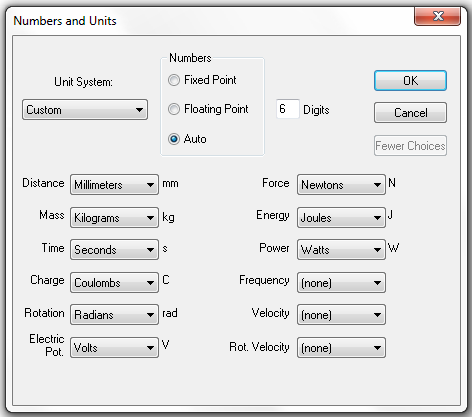 Numbers and Units
Numbers
Unit System:
Custom
Fixed Point
Floating Point
Auto
6 Digits
OK
Cancel
Fewer Choices
Distance Millimeters mm
Mass Kilograms kg
Time Seconds s
Charge Coulombs C
Rotation Radians rad
Electric
Pot. Volts V
Force Newtons N
Energy Joules J
Power Watts W
Frequency (none)
Velocity (none)
Rot. Velocity (none)